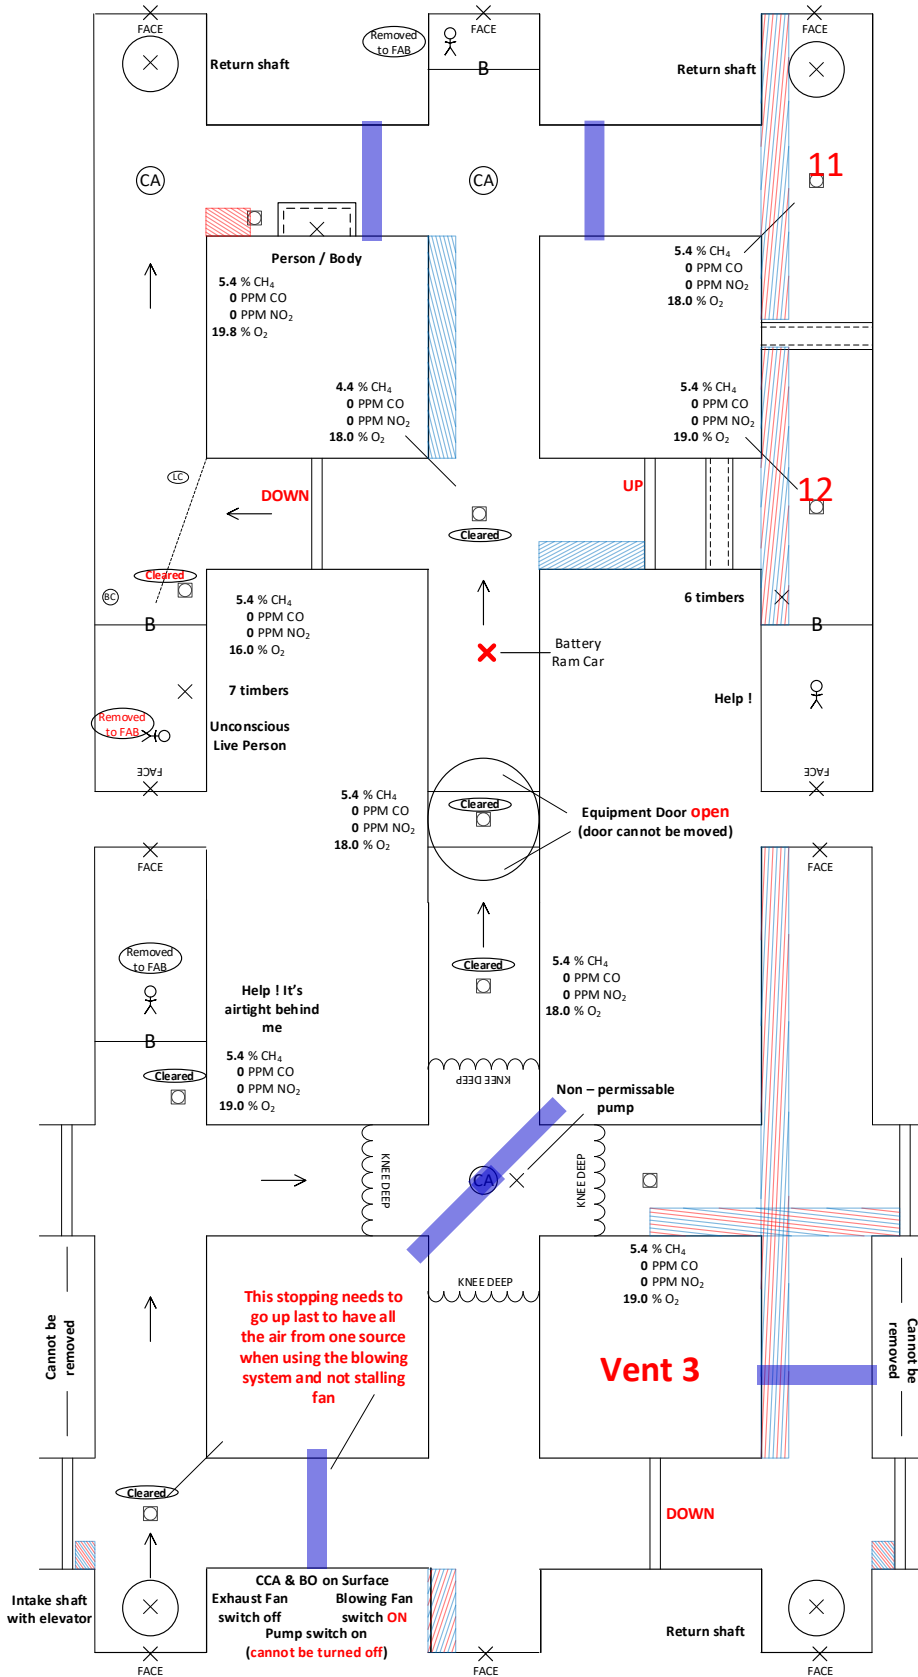 FACE
Return shaft
Removed
to FAB
FACE
B
Return shaft
FACE
CA
CA
11
Person / Body
5.4 % CH₄
0 PPM CO
0 PPM NO₂
19.8 % O₂
5.4 % CH₄
0 PPM CO
0 PPM NO₂
18.0 % O₂
4.4 % CH₄
0 PPM CO
0 PPM NO₂
18.0 % O₂
5.4 % CH₄
0 PPM CO
0 PPM NO₂
19.0 % O₂
LC
DOWN
UP
12
Cleared
Cleared
BC
B
5.4 % CH₄
0 PPM CO
0 PPM NO₂
16.0 % O₂
6 timbers
B
Battery
Ram Car
7 timbers
Help !
Removed
to FAB
Unconscious
Live Person
FACE
FACE
5.4 % CH₄
0 PPM CO
0 PPM NO₂
18.0 % O₂
Cleared
Equipment Door open
(door cannot be moved)
FACE
FACE
Removed
to FAB
Cleared
5.4 % CH₄
0 PPM CO
0 PPM NO₂
18.0 % O₂
Help ! It's
airtight behind
me
B
5.4 % CH₄
0 PPM CO
0 PPM NO₂
19.0 % O₂
Cleared
KNEE DEEP
Non – permissable
pump
KNEE DEEP
CA
KNEE DEEP
KNEE DEEP
5.4 % CH₄
0 PPM CO
0 PPM NO₂
19.0 % O₂
Cannot be
removed
This stopping needs to
go up last to have all
the air from one source
when using the blowing
system and not stalling
fan
Vent 3
Cannot be
removed
Cleared
DOWN
Intake shaft
with elevator
CCA & BO on Surface
Exhaust Fan
switch off
Blowing Fan
switch ON
Pump switch on
(cannot be turned off)
Return shaft
FACE
FACE
FACE